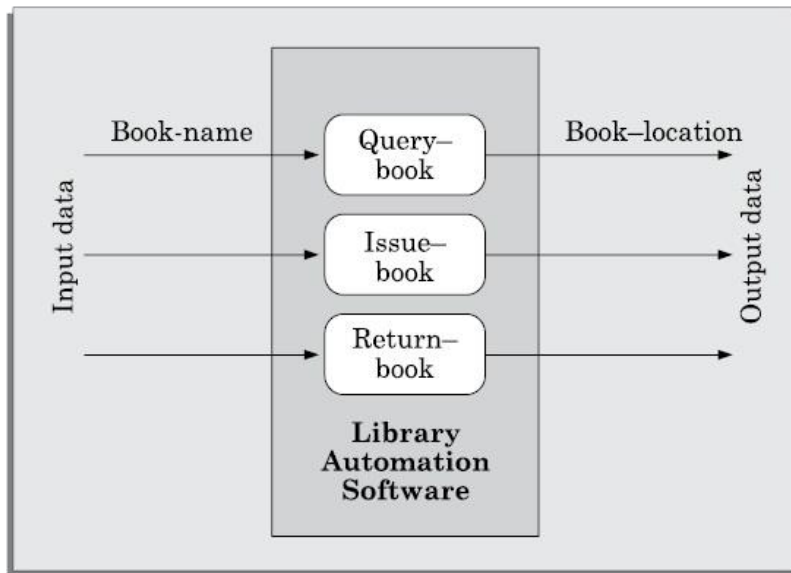 Book-name
Query–
book
Book–location
Input data
Issue–
book
Output data
Return–
book
Library
Automation
Software